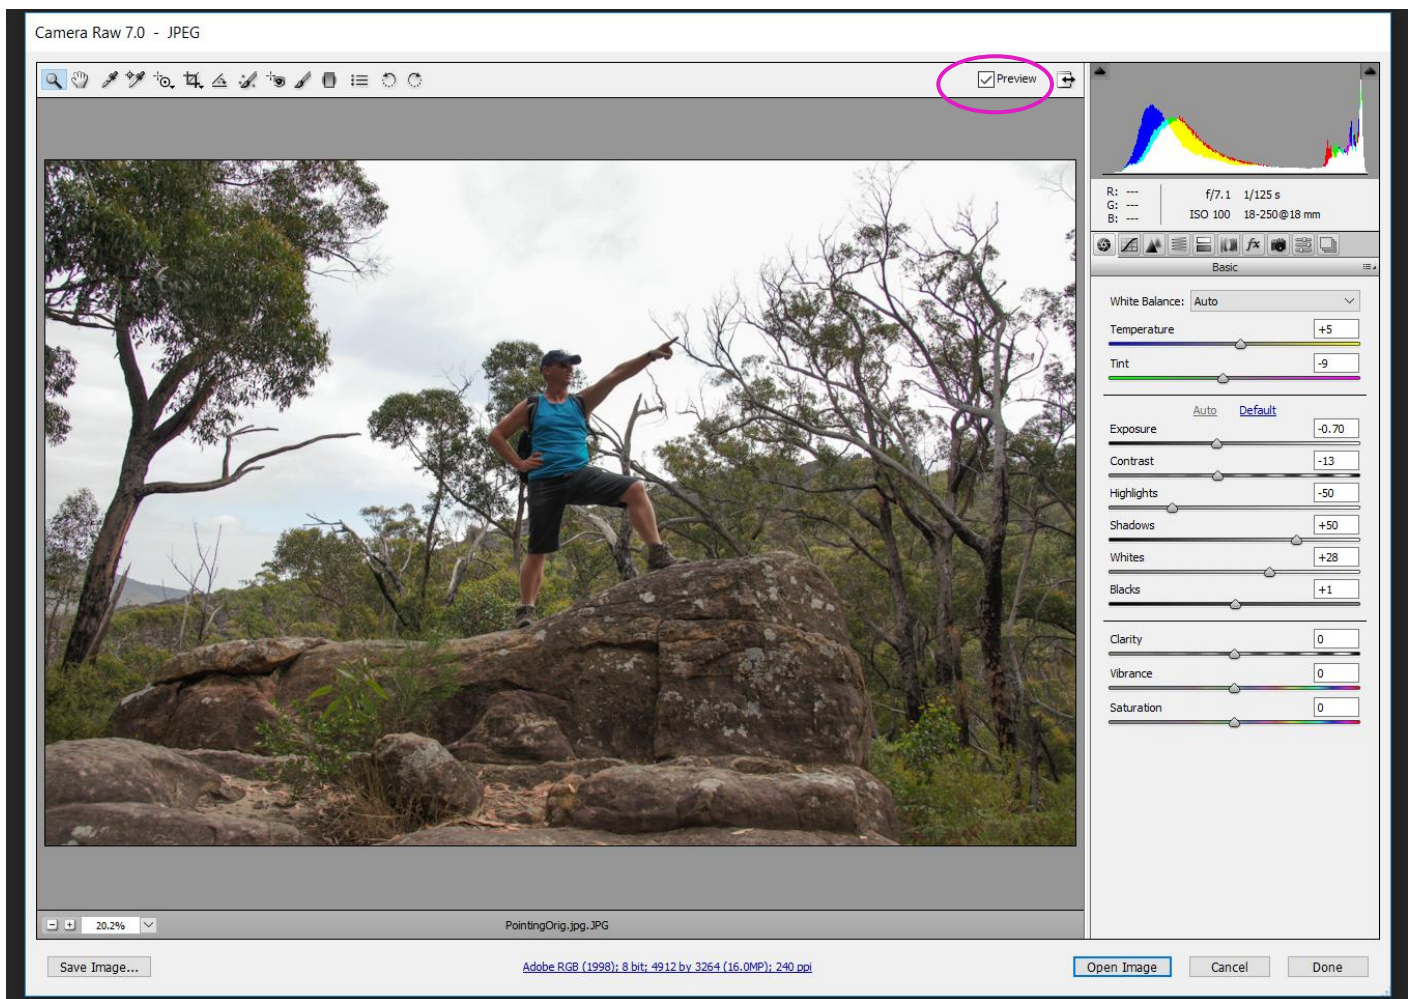 Camera Raw 7.0 - JPEG
Preview
R: ---
G: ---
B: ---
f/7.1 1/125 s
ISO 100 18-250@18 mm
fx
Basic
White Balance: Auto
Temperature +5
Tint -9
Auto Default
Exposure -0.70
Contrast -13
Highlights -50
Shadows +50
Whites +28
Blacks +1
Clarity 0
Vibrance 0
Saturation 0
20.2%
PointingOrig.jpg.JPG
Save Image...
Adobe RGB (1998); 8 bit; 4912 by 3264 (16.0MP); 240 ppi
Open Image
Cancel
Done